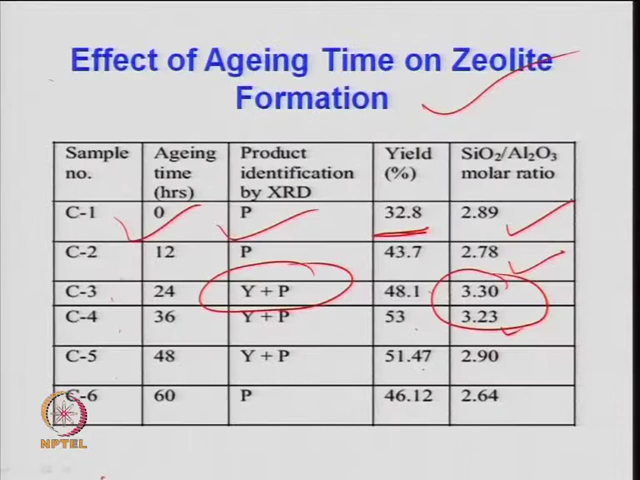 Effect of Ageing Time on Zeolite
Formation
Sample no. Ageing time (hrs) Product identification by XRD Yield (%) SiO₂/Al₂O₃ molar ratio
C-1 0 P 32.8 2.89
C-2 12 P 43.7 2.78
C-3 24 Y + P 48.1 3.30
C-4 36 Y + P 53 3.23
C-5 48 Y + P 51.47 2.90
C-6 60 P 46.12 2.64
NPTEL